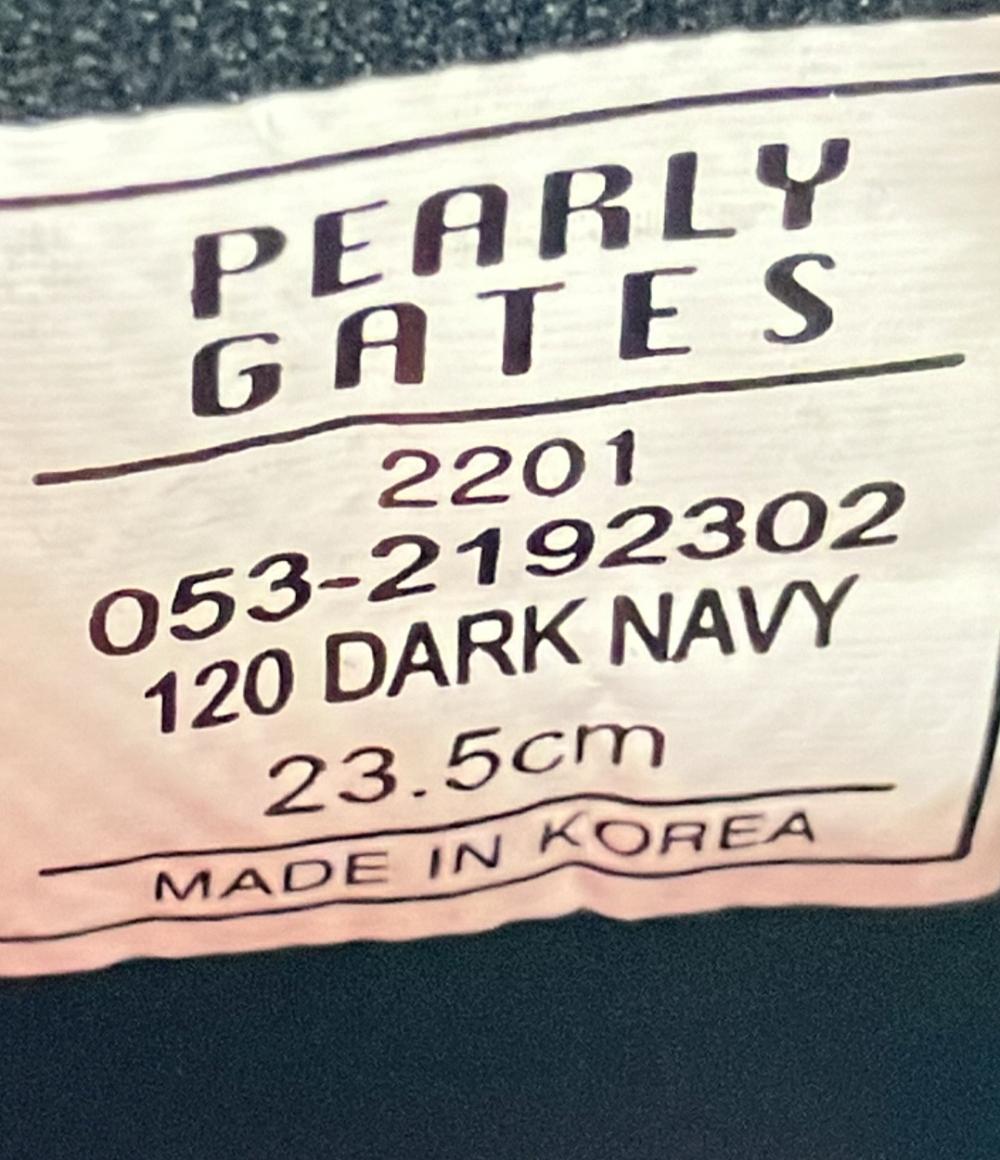 PEARLY
GATES
2201
053-2192302
120 DARK NAVY
23.5cm
MADE IN KOREA